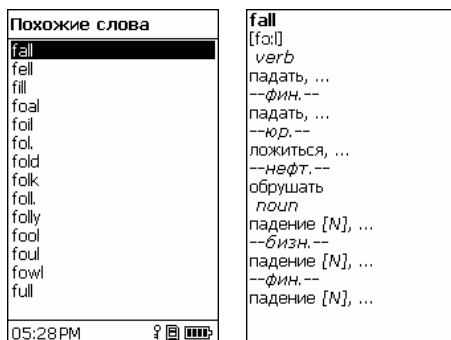 Похожие слова
fall
fell
fill
foal
foil
fol.
fold
folk
foll.
folly
fool
foul
fowl
full
05:28PM
fall
[fɔ:l]
verb
падать, ...
--фин.--
падать, ...
--юр.--
ложиться, ...
--нефт.--
обрушать
noun
падение [N], ...
--бизн.--
падение [N], ...
--фин.--
падение [N], ...